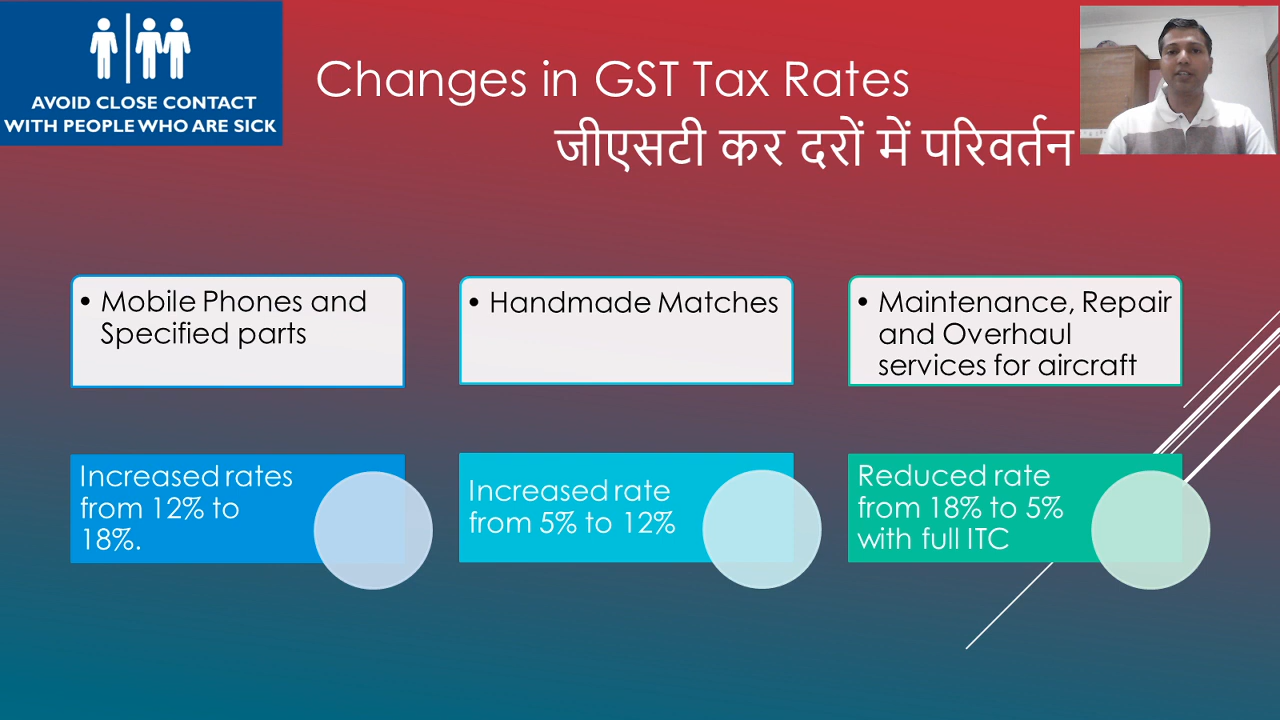 AVOID CLOSE CONTACT
WITH PEOPLE WHO ARE SICK
Changes in GST Tax Rates
जीएसटी कर दरों में परिवर्तन
• Mobile Phones and
Specified parts
Increased rates
from 12% to
18%.
• Handmade Matches
Increased rate
from 5% to 12%
• Maintenance, Repair
and Overhaul
services for aircraft
Reduced rate
from 18% to 5%
with full ITC